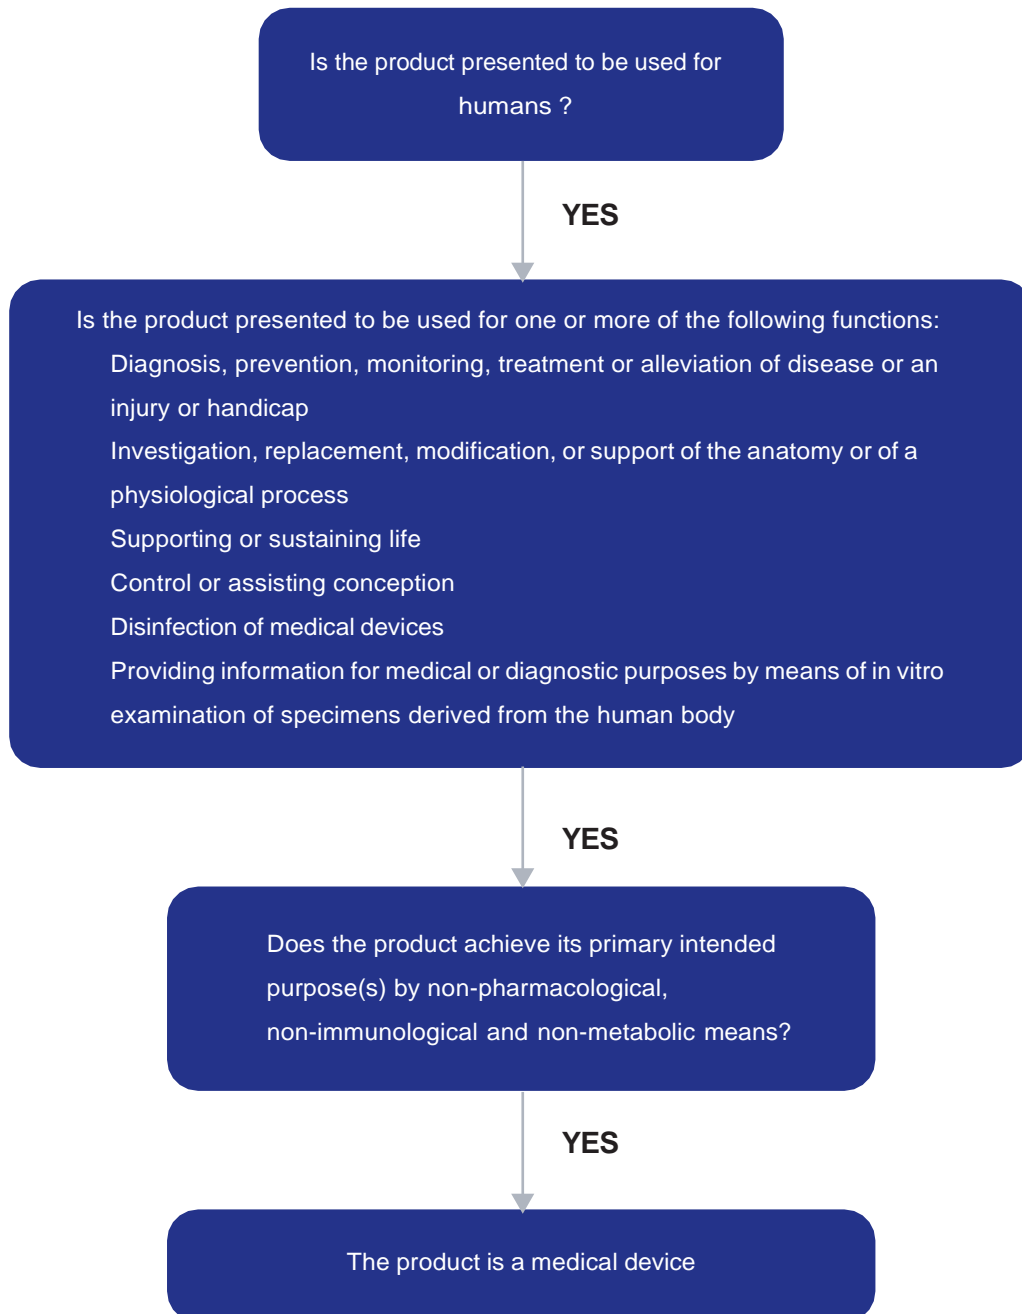 Is the product presented to be used for
humans ?
YES
Is the product presented to be used for one or more of the following functions:
Diagnosis, prevention, monitoring, treatment or alleviation of disease or an
injury or handicap
Investigation, replacement, modification, or support of the anatomy or of a
physiological process
Supporting or sustaining life
Control or assisting conception
Disinfection of medical devices
Providing information for medical or diagnostic purposes by means of in vitro
examination of specimens derived from the human body
YES
Does the product achieve its primary intended
purpose(s) by non-pharmacological,
non-immunological and non-metabolic means?
YES
The product is a medical device